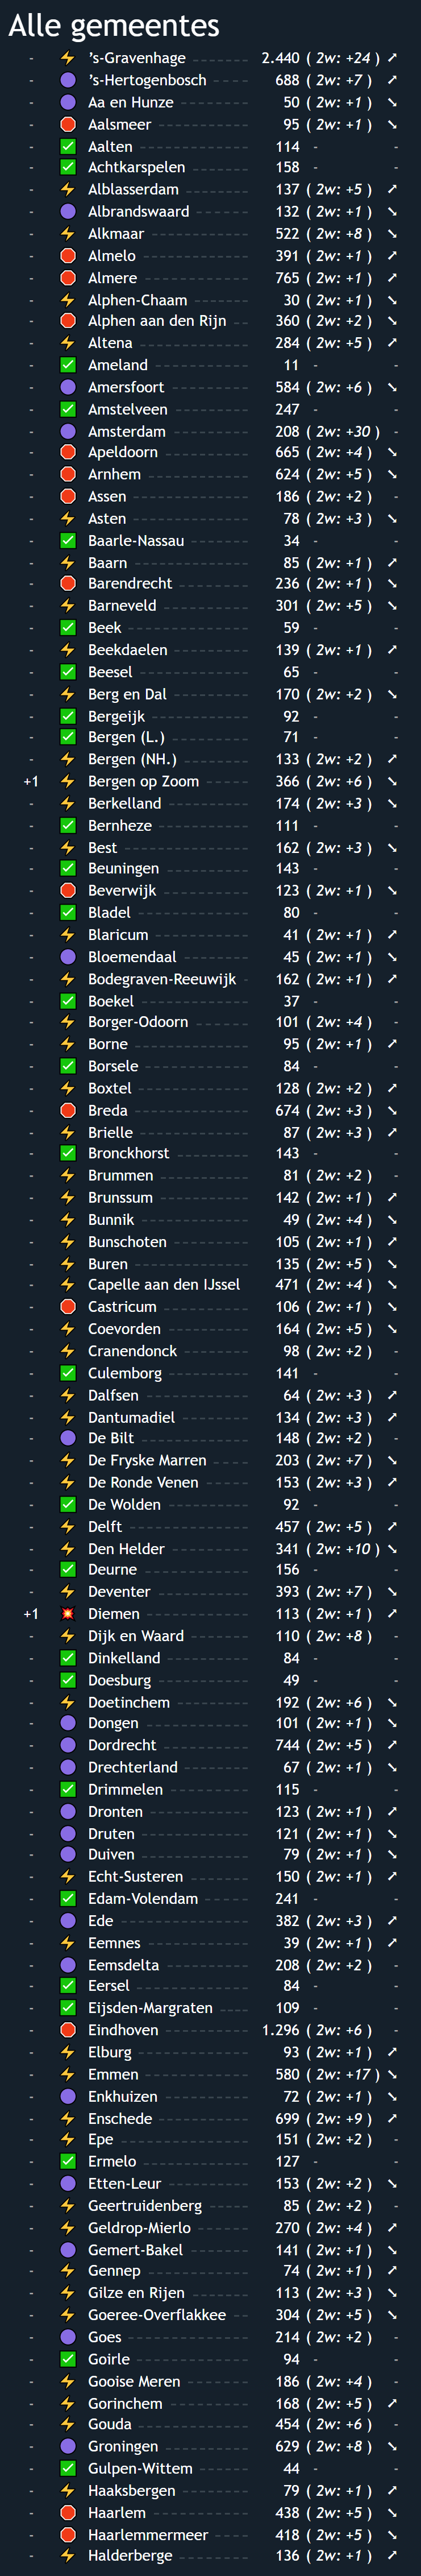 Alle gemeentes
- ’s-Gravenhage 2.440 ( 2w: +24 ) ➚
- ’s-Hertogenbosch 688 ( 2w: +7 ) ➚
- Aa en Hunze 50 ( 2w: +1 ) ➘
- Aalsmeer 95 ( 2w: +1 ) ➘
- Aalten 114 - -
- Achtkarspelen 158 - -
- Alblasserdam 137 ( 2w: +5 ) ➚
- Albrandswaard 132 ( 2w: +1 ) ➘
- Alkmaar 522 ( 2w: +8 ) ➘
- Almelo 391 ( 2w: +1 ) ➚
- Almere 765 ( 2w: +1 ) ➚
- Alphen-Chaam 30 ( 2w: +1 ) ➘
- Alphen aan den Rijn 360 ( 2w: +2 ) ➘
- Altena 284 ( 2w: +5 ) ➚
- Ameland 11 - -
- Amersfoort 584 ( 2w: +6 ) ➘
- Amstelveen 247 - -
- Amsterdam 208 ( 2w: +30 ) -
- Apeldoorn 665 ( 2w: +4 ) ➘
- Arnhem 624 ( 2w: +5 ) ➘
- Assen 186 ( 2w: +2 ) -
- Asten 78 ( 2w: +3 ) ➘
- Baarle-Nassau 34 - -
- Baarn 85 ( 2w: +1 ) ➚
- Barendrecht 236 ( 2w: +1 ) ➘
- Barneveld 301 ( 2w: +5 ) ➘
- Beek 59 - -
- Beekdaelen 139 ( 2w: +1 ) ➚
- Beesel 65 - -
- Berg en Dal 170 ( 2w: +2 ) ➘
- Bergeijk 92 - -
- Bergen (L.) 71 - -
- Bergen (NH.) 133 ( 2w: +2 ) ➚
+1 Bergen op Zoom 366 ( 2w: +6 ) ➘
- Berkelland 174 ( 2w: +3 ) ➘
- Bernheze 111 - -
- Best 162 ( 2w: +3 ) ➘
- Beuningen 143 - -
- Beverwijk 123 ( 2w: +1 ) ➘
- Bladel 80 - -
- Blaricum 41 ( 2w: +1 ) ➚
- Bloemendaal 45 ( 2w: +1 ) ➘
- Bodegraven-Reeuwijk 162 ( 2w: +1 ) ➚
- Boekel 37 - -
- Borger-Odoorn 101 ( 2w: +4 ) -
- Borne 95 ( 2w: +1 ) ➚
- Borsele 84 - -
- Boxtel 128 ( 2w: +2 ) ➚
- Breda 674 ( 2w: +3 ) ➘
- Brielle 87 ( 2w: +3 ) ➚
- Bronckhorst 143 - -
- Brummen 81 ( 2w: +2 ) -
- Brunssum 142 ( 2w: +1 ) ➚
- Bunnik 49 ( 2w: +4 ) ➘
- Bunschoten 105 ( 2w: +1 ) ➚
- Buren 135 ( 2w: +5 ) ➘
- Capelle aan den IJssel 471 ( 2w: +4 ) ➘
- Castricum 106 ( 2w: +1 ) ➘
- Coevorden 164 ( 2w: +5 ) ➘
- Cranendonck 98 ( 2w: +2 ) -
- Culemborg 141 - -
- Dalfsen 64 ( 2w: +3 ) ➚
- Dantumadiel 134 ( 2w: +3 ) ➚
- De Bilt 148 ( 2w: +2 ) -
- De Fryske Marren 203 ( 2w: +7 ) ➘
- De Ronde Venen 153 ( 2w: +3 ) ➚
- De Wolden 92 - -
- Delft 457 ( 2w: +5 ) ➚
- Den Helder 341 ( 2w: +10 ) ➘
- Deurne 156 - -
- Deventer 393 ( 2w: +7 ) ➘
+1 Diemen 113 ( 2w: +1 ) ➚
- Dijk en Waard 110 ( 2w: +8 ) -
- Dinkelland 84 - -
- Doesburg 49 - -
- Doetinchem 192 ( 2w: +6 ) ➘
- Dongen 101 ( 2w: +1 ) ➘
- Dordrecht 744 ( 2w: +5 ) ➚
- Drechterland 67 ( 2w: +1 ) ➘
- Drimmelen 115 - -
- Dronten 123 ( 2w: +1 ) ➚
- Druten 121 ( 2w: +1 ) ➘
- Duiven 79 ( 2w: +1 ) ➘
- Echt-Susteren 150 ( 2w: +1 ) ➚
- Edam-Volendam 241 - -
- Ede 382 ( 2w: +3 ) ➚
- Eemnes 39 ( 2w: +1 ) ➚
- Eemsdelta 208 ( 2w: +2 ) -
- Eersel 84 - -
- Eijsden-Margraten 109 - -
- Eindhoven 1.296 ( 2w: +6 ) -
- Elburg 93 ( 2w: +1 ) ➚
- Emmen 580 ( 2w: +17 ) ➘
- Enkhuizen 72 ( 2w: +1 ) ➘
- Enschede 699 ( 2w: +9 ) ➚
- Epe 151 ( 2w: +2 ) -
- Ermelo 127 - -
- Etten-Leur 153 ( 2w: +2 ) ➘
- Geertruidenberg 85 ( 2w: +2 ) -
- Geldrop-Mierlo 270 ( 2w: +4 ) ➚
- Gemert-Bakel 141 ( 2w: +1 ) ➘
- Gennep 74 ( 2w: +1 ) ➚
- Gilze en Rijen 113 ( 2w: +3 ) ➘
- Goeree-Overflakkee 304 ( 2w: +5 ) ➘
- Goes 214 ( 2w: +2 ) -
- Goirle 94 - -
- Gooise Meren 186 ( 2w: +4 ) -
- Gorinchem 168 ( 2w: +5 ) ➚
- Gouda 454 ( 2w: +6 ) -
- Groningen 629 ( 2w: +8 ) ➘
- Gulpen-Wittem 44 - -
- Haaksbergen 79 ( 2w: +1 ) ➚
- Haarlem 438 ( 2w: +5 ) ➘
- Haarlemmermeer 418 ( 2w: +5 ) ➘
- Halderberge 136 ( 2w: +1 ) ➚